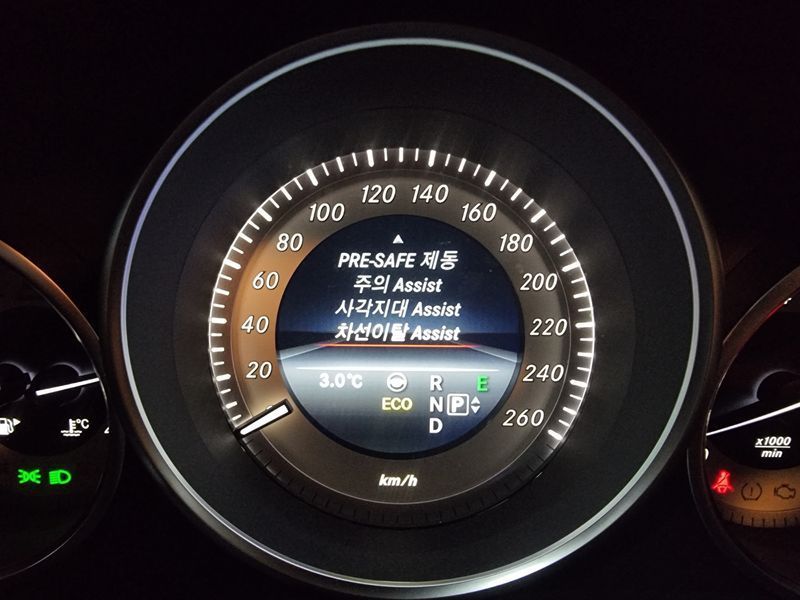 120 140
100 160
80 180
60 200
40 220
20 240
260
PRE-SAFE 제동
주의 Assist
사각지대 Assist
차선이탈 Assist
3.0°C R E
ECO N P
D
km/h
°C
x1000
min